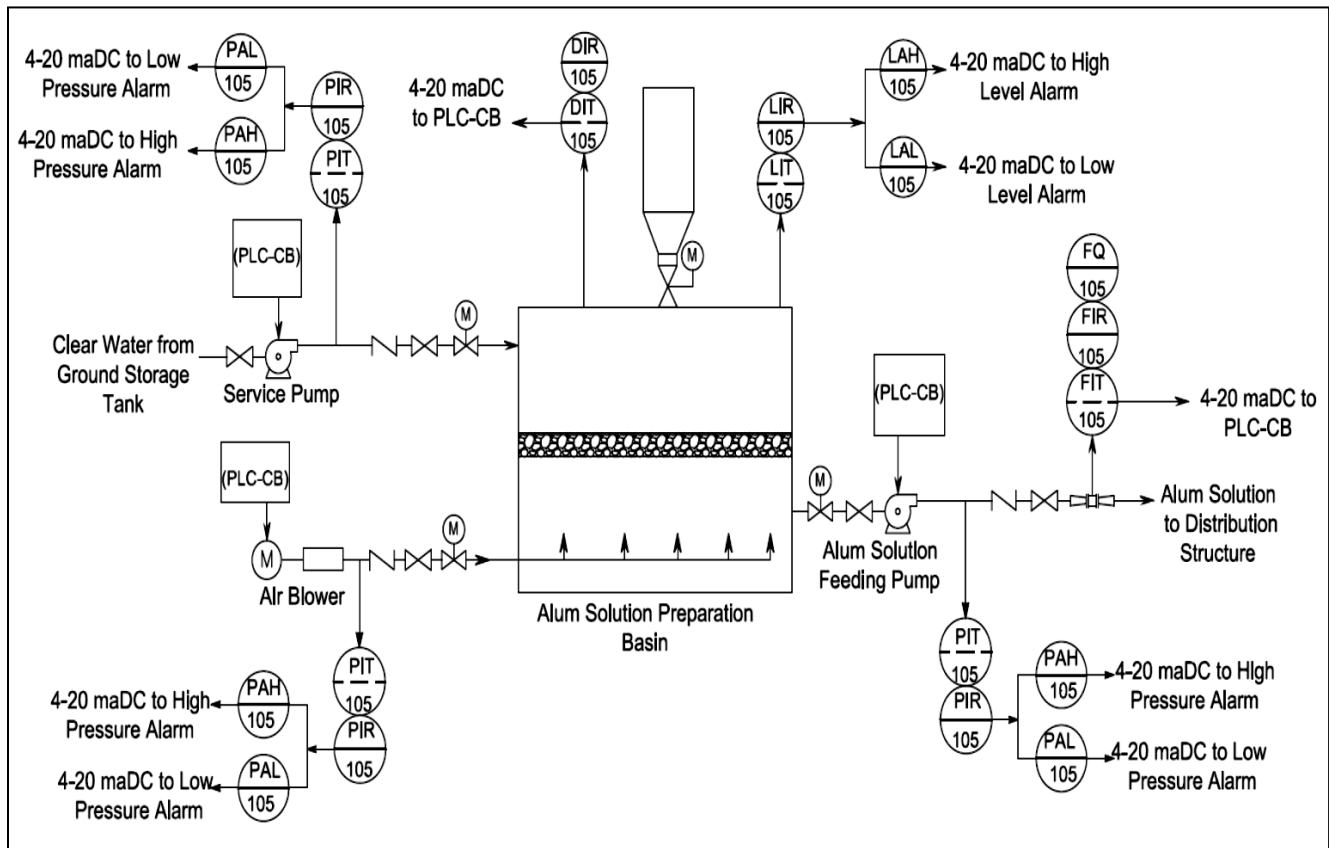 4-20 maDC to Low
Pressure Alarm
PAL
105
4-20 maDC to High
Pressure Alarm
PAH
105
PIR
105
PIT
105
4-20 maDC
to PLC-CB
DIR
105
DIT
105
M
LIR
105
LIT
105
LAH
105
4-20 maDC to High
Level Alarm
LAL
105
4-20 maDC to Low
Level Alarm
(PLC-CB)
Clear Water from
Ground Storage
Tank
Service Pump
M
FQ
105
FIR
105
FIT
105
4-20 maDC to
PLC-CB
(PLC-CB)
(PLC-CB)
M
Air Blower
M
Alum Solution Preparation
Basin
M
Alum Solution
Feeding Pump
Alum Solution
to Distribution
Structure
PIT
105
PIR
105
PAH
105
4-20 maDC to High
Pressure Alarm
PAL
105
4-20 maDC to Low
Pressure Alarm
PIT
105
PIR
105
PAH
105
4-20 maDC to High
Pressure Alarm
PAL
105
4-20 maDC to Low
Pressure Alarm